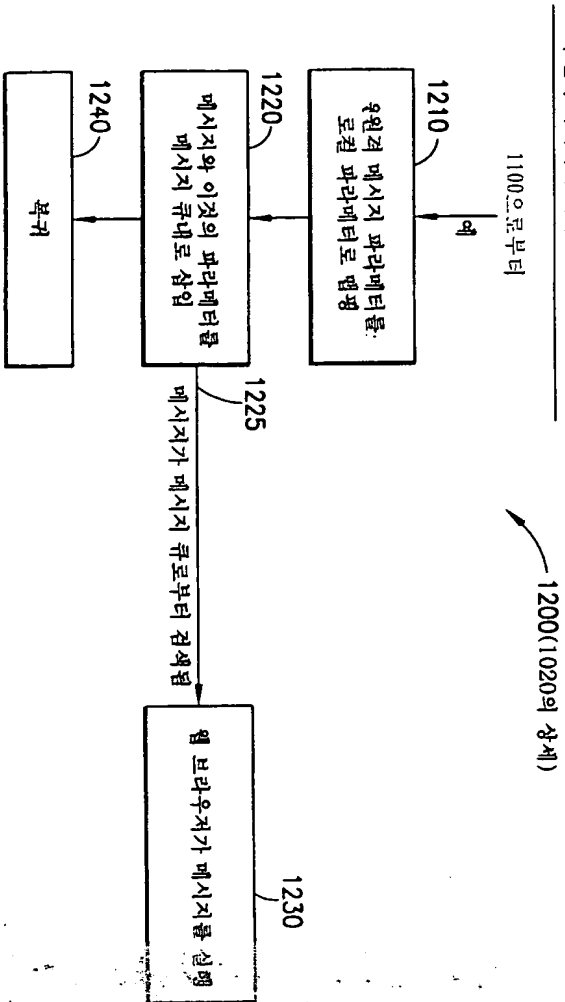 1100으로부터
예
1200(1020의 상세)
1210
원격 메시지 파라메터를
로컬 파라메터로 맵핑
1220
메시지와 이것의 파라메터를
메시지 큐내로 삽입
1225
메시지가 메시지 큐로부터 검색됨
1230
웹 브라우저가 메시지를 실행
1240
복귀